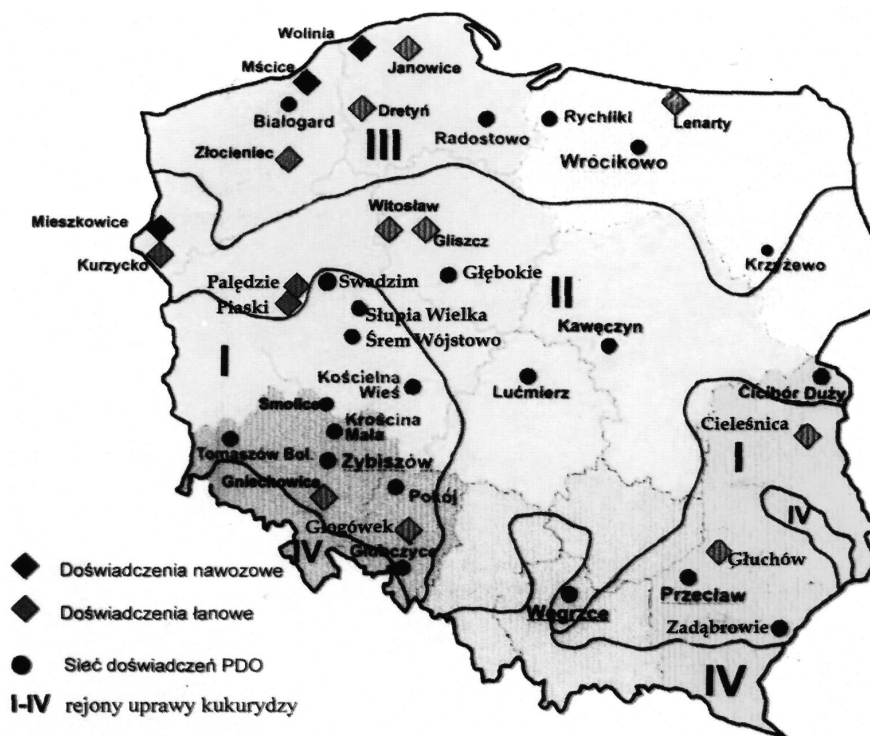 Wolinia
Janowice
Mścice
Białogard
Dretyń
Radostowo
Rychliki
Lenarty
III
Wrócikowo
Złocieniec
Mieszkowice
Witosław
Gliszcz
Kurzycko
Krzyżewo
Palędzie
Swadzim
Głębokie
II
Piaski
Słupia Wielka
Kawęczyn
Śrem Wójstowo
I
Kościelna
Wieś
Lućmierz
Cicibór Duży
Smolice
Krościna
Mała
Cieleśnica
I
Tomaszów Bol.
Zybiszów
Gniechowice
Pokój
IV
Głogówek
IV
Głubczyce
Głuchów
Przecław
Węgrzce
Zadąbrowie
IV
Doświadczenia nawozowe
Doświadczenia łanowe
Sieć doświadczeń PDO
I-IV rejony uprawy kukurydzy